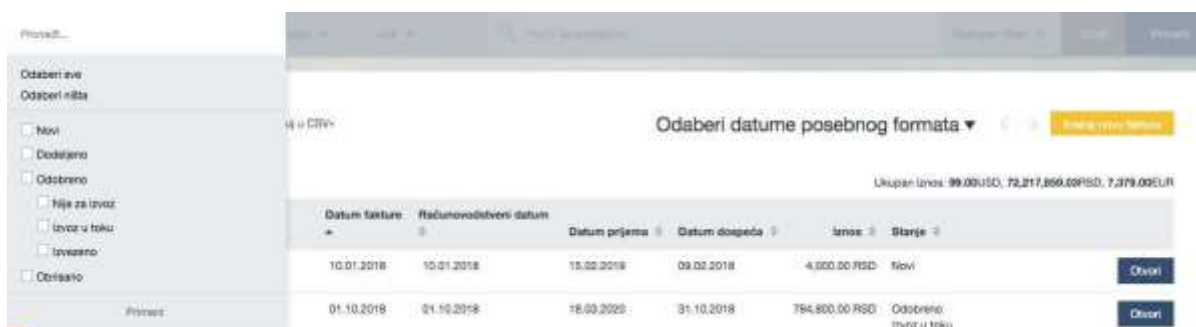 Pronađi...
Odaberi sve
Odaberi ništa
Novi
Dodeljeno
Odobreno
Nije za izvoz
Izvoz u toku
Izvezeno
Obrisano
Primeni
u CSV+
Odaberi datume posebnog formata
Ukupan iznos: 99.00USD, 72,217,859.03RSD, 7,379.00EUR
Datum fakture Računovodstveni datum Datum prijema Datum dospeća Iznos Stanje
10.01.2018 10.01.2018 15.02.2018 09.02.2018 4,000.00 RSD Novi Otvori
01.10.2018 01.10.2018 18.03.2020 31.10.2018 784,800.00 RSD Odobreno Otvori
Izvoz u toku